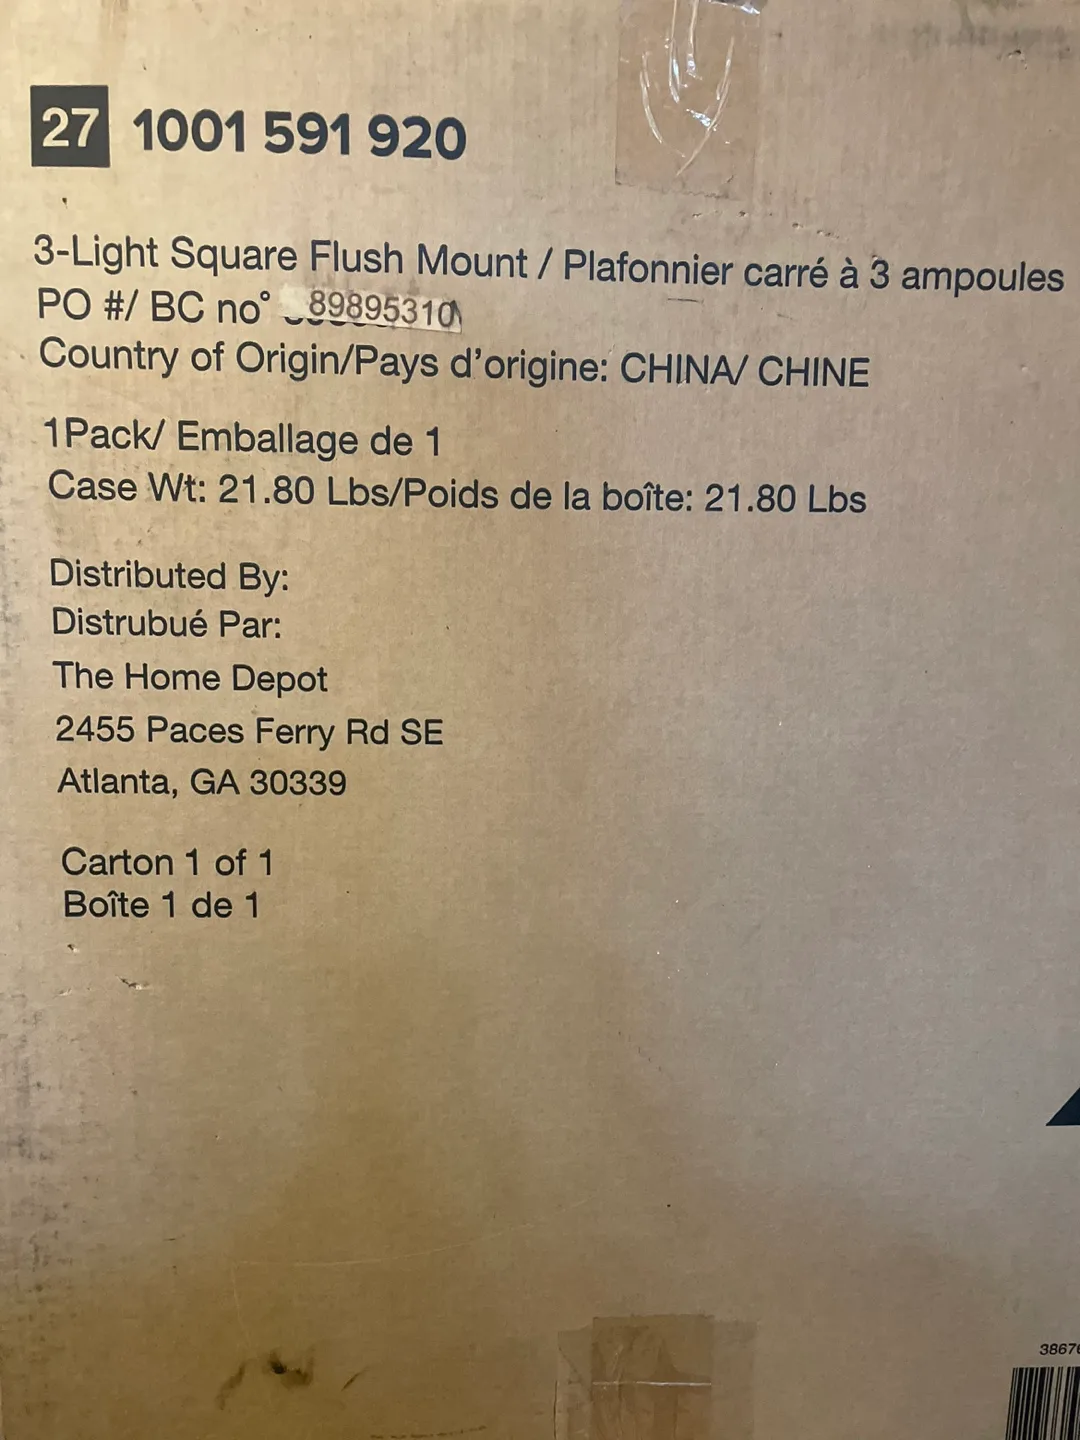 27 1001 591 920
3-Light Square Flush Mount / Plafonnier carré à 3 ampoules
PO #/ BC no° 89895310
Country of Origin/Pays d'origine: CHINA/ CHINE
1Pack/ Emballage de 1
Case Wt: 21.80 Lbs/Poids de la boîte: 21.80 Lbs
Distributed By:
Distrubué Par:
The Home Depot
2455 Paces Ferry Rd SE
Atlanta, GA 30339
Carton 1 of 1
Boîte 1 de 1
3867